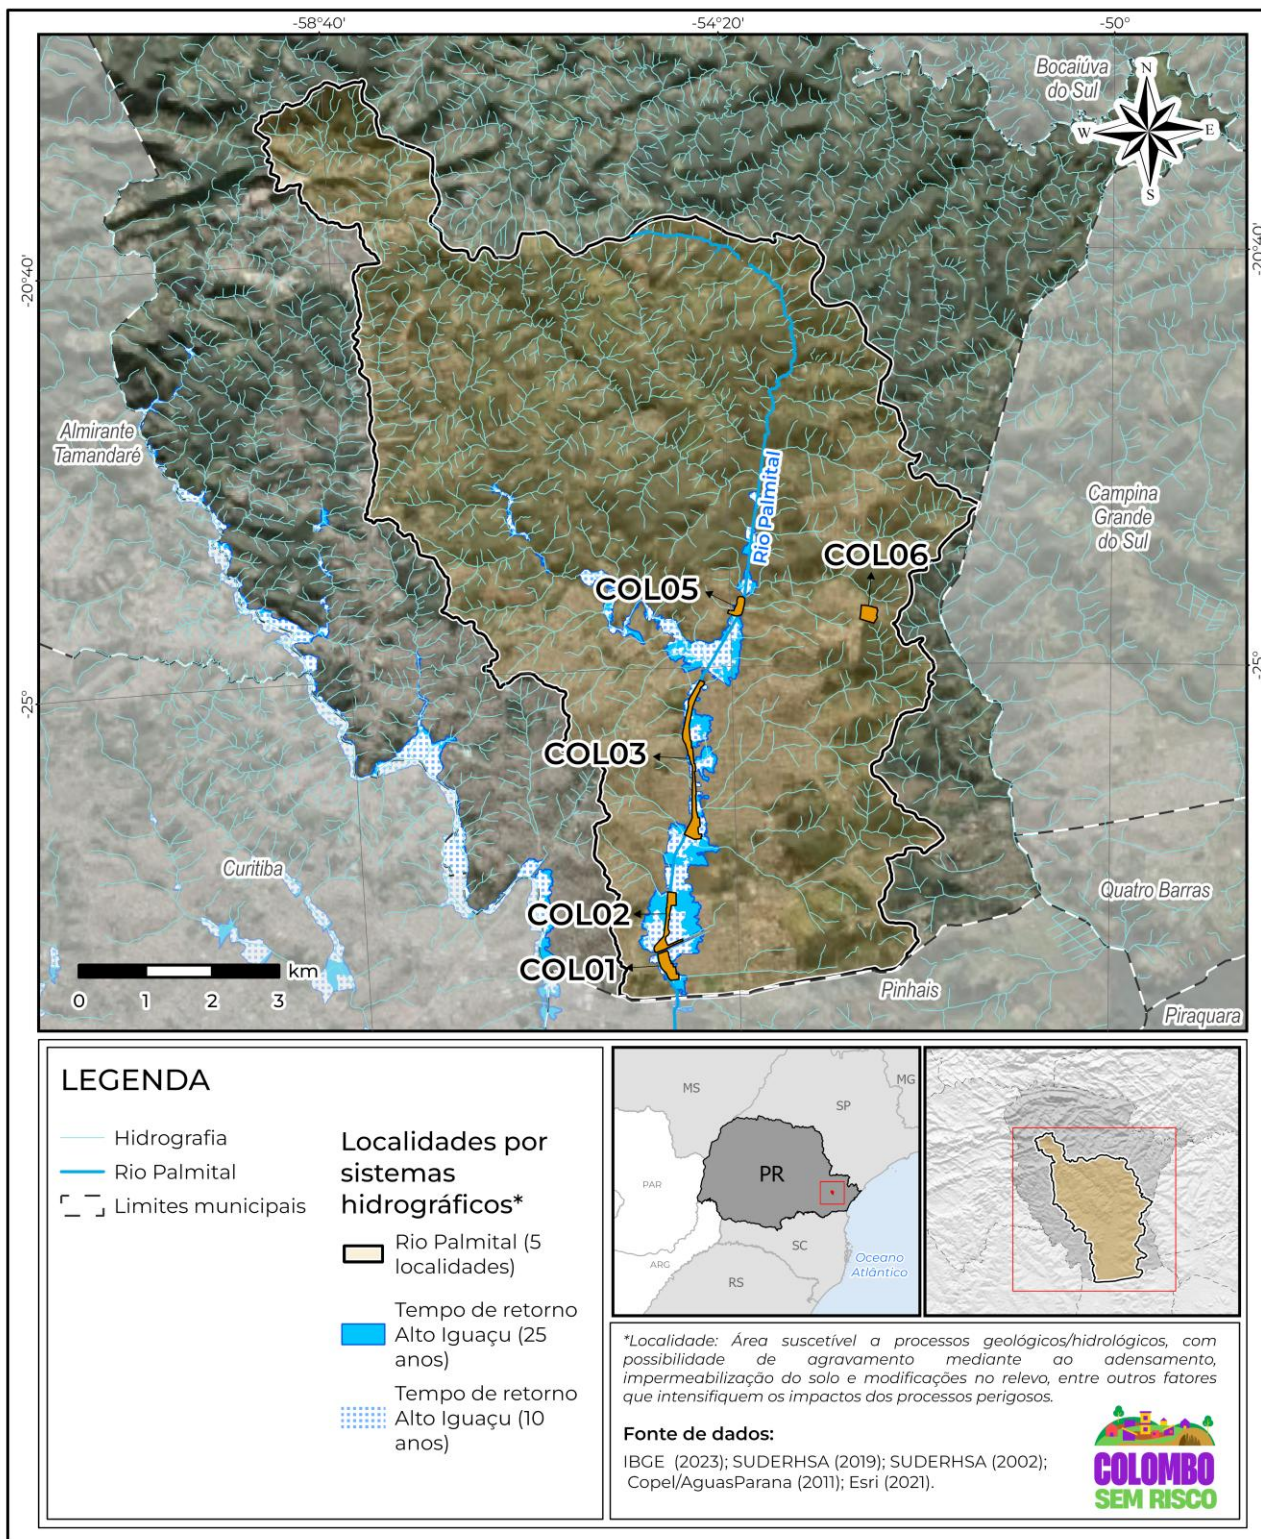 -58°40'
-54°20'
-50°
Bocaiúva
do Sul
N
W
E
S
-20°40'
-20°40'
Almirante
Tamandaré
Rio Palmital
Campina
Grande
do Sul
COL06
COL05
-25°
-25°
COL03
Curitiba
Quatro Barras
COL02
COL01
km
0 1 2 3
Pinhais
Piraquara
LEGENDA
Hidrografia
Rio Palmital
Limites municipais
Localidades por
sistemas
hidrográficos*
Rio Palmital (5
localidades)
Tempo de retorno
Alto Iguaçu (25
anos)
Tempo de retorno
Alto Iguaçu (10
anos)
MS
MG
SP
PR
PAR
SC
ARG
RS
Oceano
Atlântico
*Localidade: Área suscetível a processos geológicos/hidrológicos, com
possibilidade de agravamento mediante ao adensamento,
impermeabilização do solo e modificações no relevo, entre outros fatores
que intensifiquem os impactos dos processos perigosos.
Fonte de dados:
IBGE (2023); SUDERHSA (2019); SUDERHSA (2002);
Copel/AguasParana (2011); Esri (2021).
COLOMBO
SEM RISCO